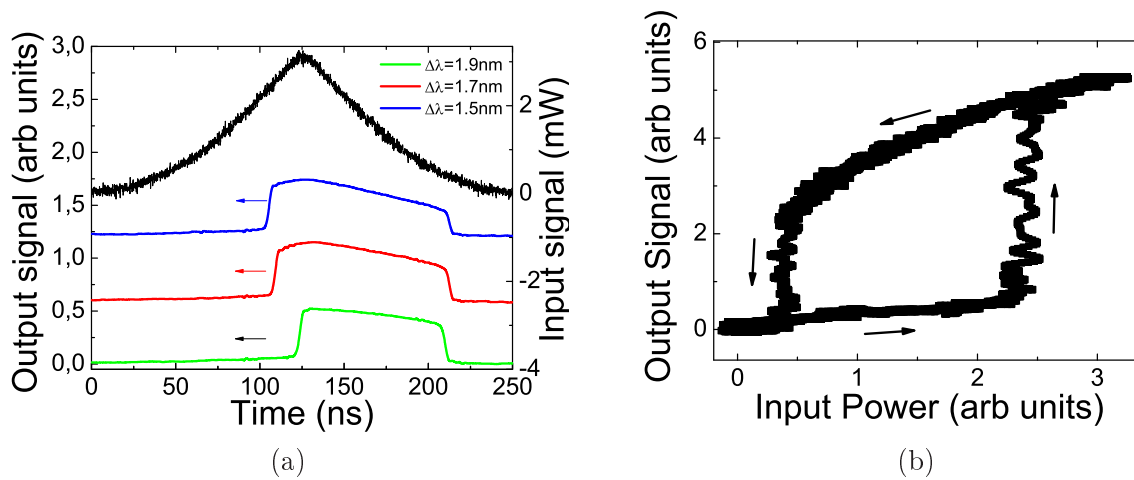 Output signal (arb units)
3,0
2,5
2,0
1,5
1,0
0,5
0,0
Δλ=1.9nm
Δλ=1.7nm
Δλ=1.5nm
2
0
-2
-4
Input signal (mW)
0 50 100 150 200 250
Time (ns)
(a)
Output Signal (arb units)
6
4
2
0
0 1 2 3
Input Power (arb units)
(b)